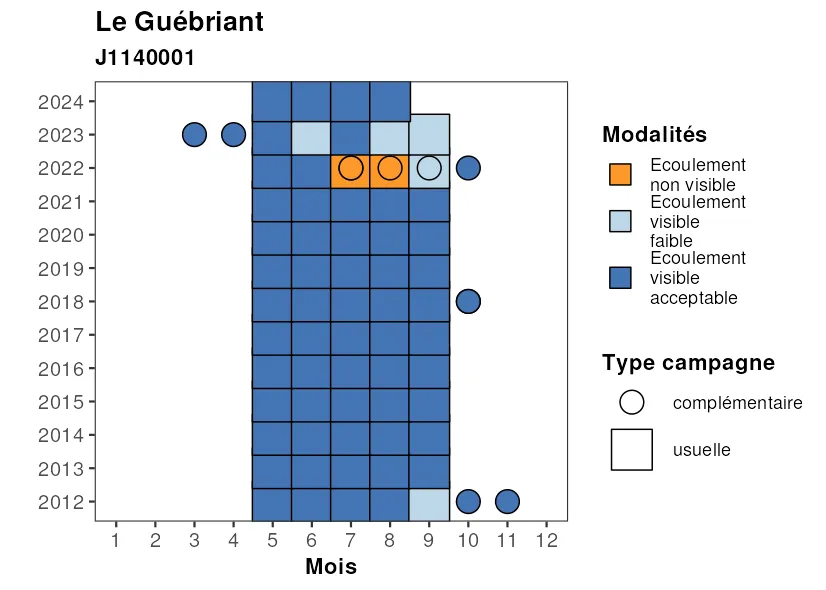 Le Guébriant
J1140001
2024
2023
2022
2021
2020
2019
2018
2017
2016
2015
2014
2013
2012
1 2 3 4 5 6 7 8 9 10 11 12
Mois
Modalités
Ecoulement
non visible
Ecoulement
visible
faible
Ecoulement
visible
acceptable
Type campagne
complémentaire
usuelle